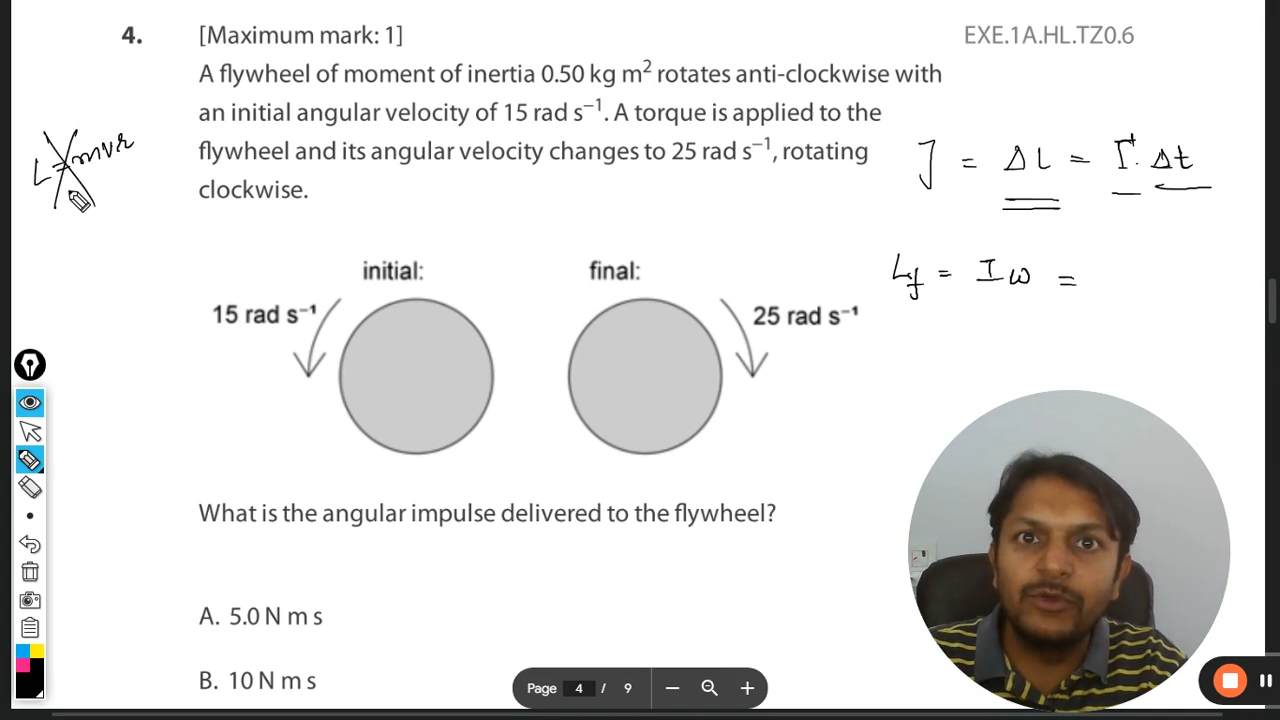 4. [Maximum mark: 1] EXE.1A.HL.TZ0.6
A flywheel of moment of inertia 0.50 kg m² rotates anti-clockwise with
an initial angular velocity of 15 rad s⁻¹. A torque is applied to the
flywheel and its angular velocity changes to 25 rad s⁻¹, rotating
clockwise.
L = mvr
J = ΔL = Γ. Δt
L_f = I ω =
initial: final:
15 rad s⁻¹ 25 rad s⁻¹
What is the angular impulse delivered to the flywheel?
A. 5.0 N m s
B. 10 N m s
Page 4 / 9